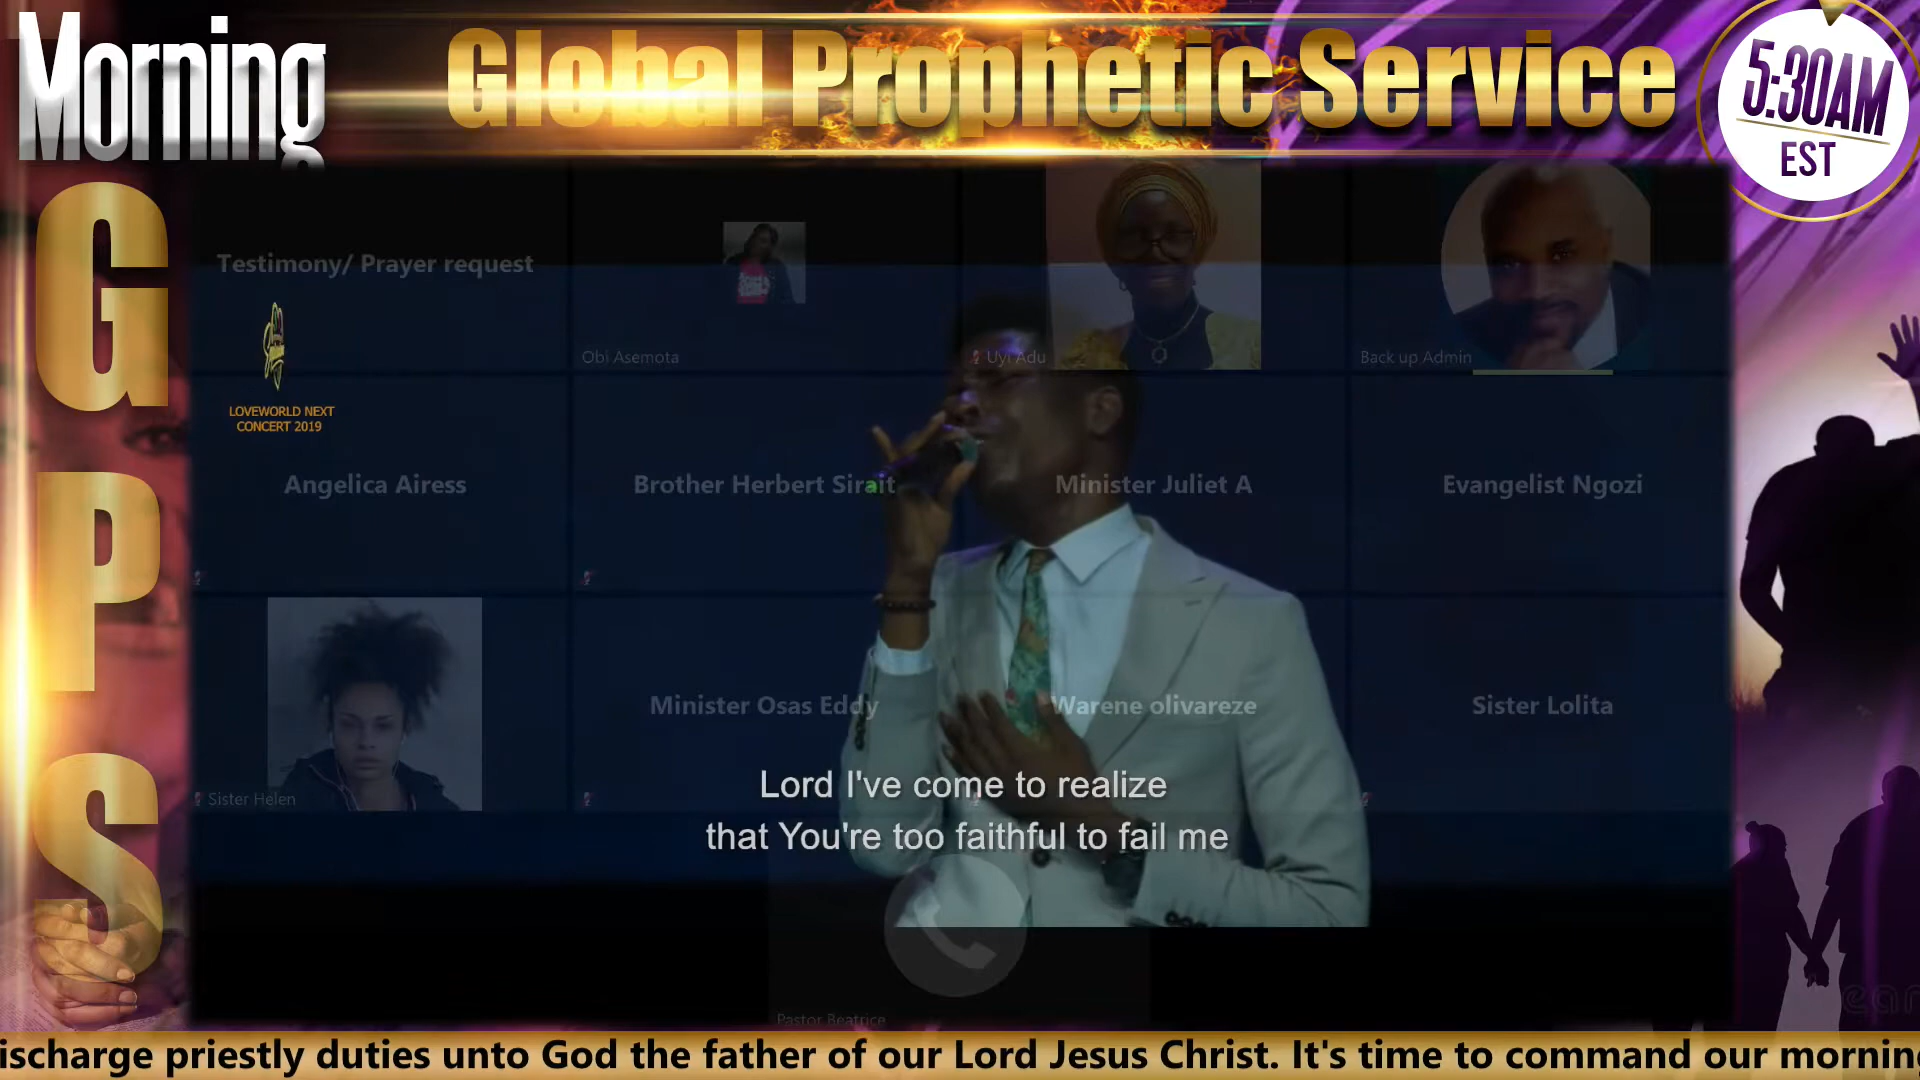 Morning
Global Prophetic Service
5:30AM
EST
G
P
S
Testimony/ Prayer request
Obi Asemota
Uyi Adu
Back up Admin
LOVEWORLD NEXT
CONCERT 2019
Angelica Airess
Brother Herbert Sirait
Minister Juliet A
Evangelist Ngozi
Minister Osas Eddy
Warene olivareze
Sister Lolita
Sister Helen
Lord I've come to realize
that You're too faithful to fail me
Pastor Beatrice
ischarge priestly duties unto God the father of our Lord Jesus Christ. It's time to command our morning